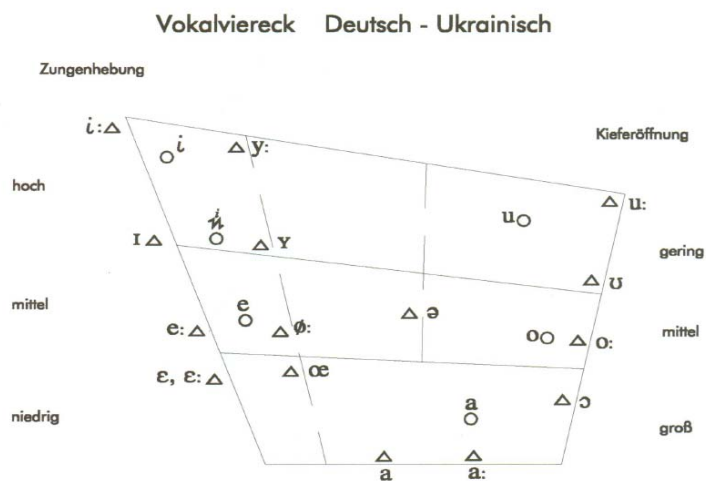 Vokalviereck Deutsch - Ukrainisch
Zungenhebung
Kieferöffnung
i: i y:
hoch
u u:
ɪ ʏ
gering
ʊ
mittel
e ə
e: ø: o o: mittel
ɛ, ɛ: œ
a ɔ
niedrig
groß
a a: